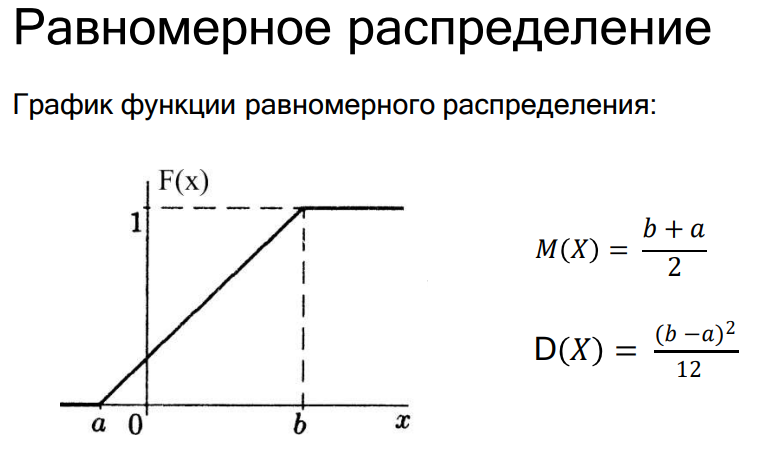 Равномерное распределение
График функции равномерного распределения:
F(x)
1
a 0 b x
M(X) = b + a / 2
D(X) = (b – a)² / 12